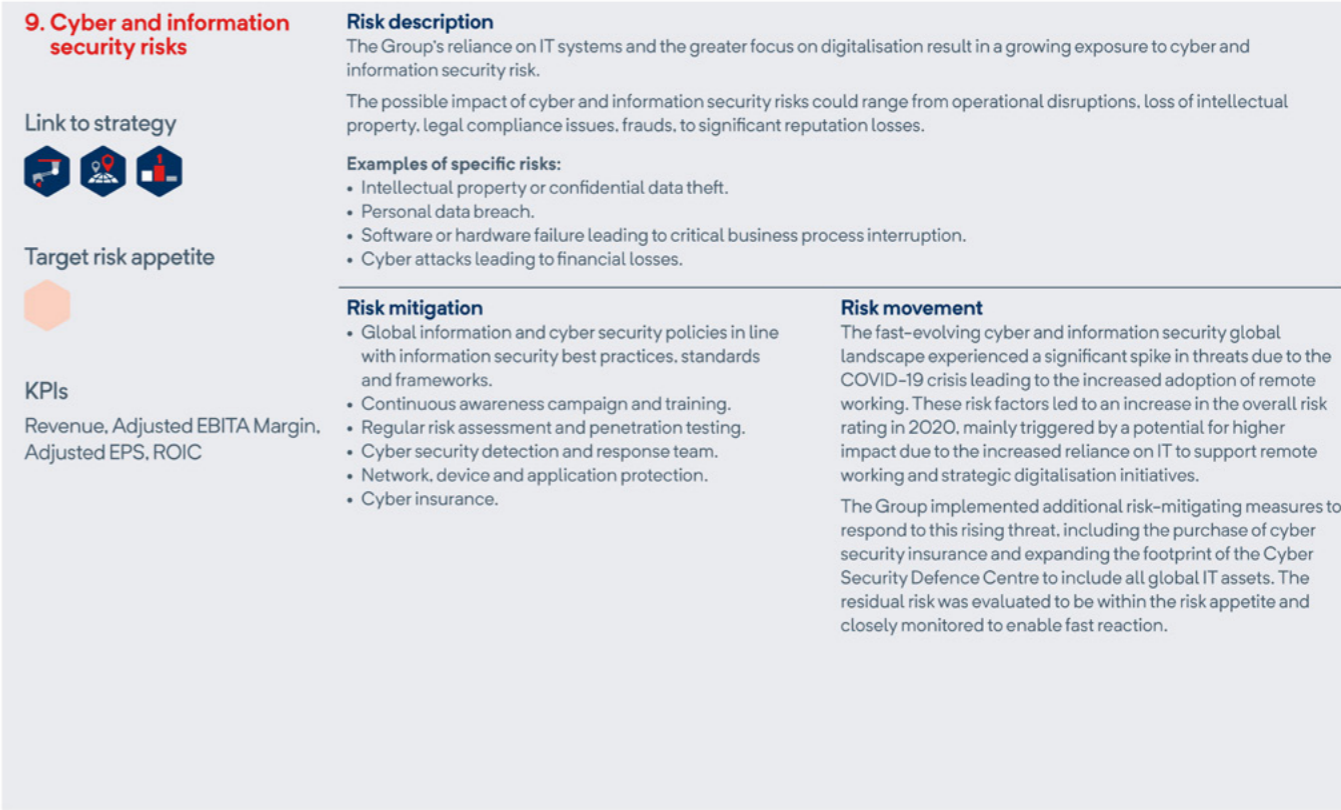 9. Cyber and information
security risks
Link to strategy
1
Target risk appetite
KPIs
Revenue, Adjusted EBITA Margin,
Adjusted EPS, ROIC
Risk description
The Group's reliance on IT systems and the greater focus on digitalisation result in a growing exposure to cyber and
information security risk.
The possible impact of cyber and information security risks could range from operational disruptions, loss of intellectual
property, legal compliance issues, frauds, to significant reputation losses.
Examples of specific risks:
• Intellectual property or confidential data theft.
• Personal data breach.
• Software or hardware failure leading to critical business process interruption.
• Cyber attacks leading to financial losses.
Risk mitigation
• Global information and cyber security policies in line
with information security best practices, standards
and frameworks.
• Continuous awareness campaign and training.
• Regular risk assessment and penetration testing.
• Cyber security detection and response team.
• Network, device and application protection.
• Cyber insurance.
Risk movement
The fast-evolving cyber and information security global
landscape experienced a significant spike in threats due to the
COVID-19 crisis leading to the increased adoption of remote
working. These risk factors led to an increase in the overall risk
rating in 2020, mainly triggered by a potential for higher
impact due to the increased reliance on IT to support remote
working and strategic digitalisation initiatives.
The Group implemented additional risk-mitigating measures to
respond to this rising threat, including the purchase of cyber
security insurance and expanding the footprint of the Cyber
Security Defence Centre to include all global IT assets. The
residual risk was evaluated to be within the risk appetite and
closely monitored to enable fast reaction.